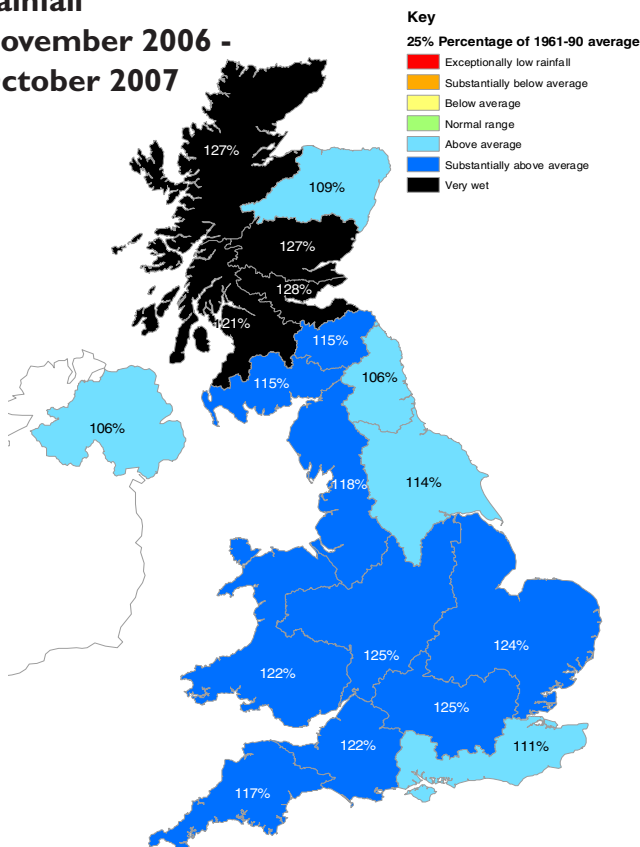 ainfall
ovember 2006 -
ctober 2007
Key
25% Percentage of 1961-90 average
Exceptionally low rainfall
Substantially below average
Below average
Normal range
Above average
Substantially above average
Very wet
127%
109%
127%
128%
121%
115%
115%
106%
106%
118%
114%
124%
125%
122%
125%
122%
111%
117%